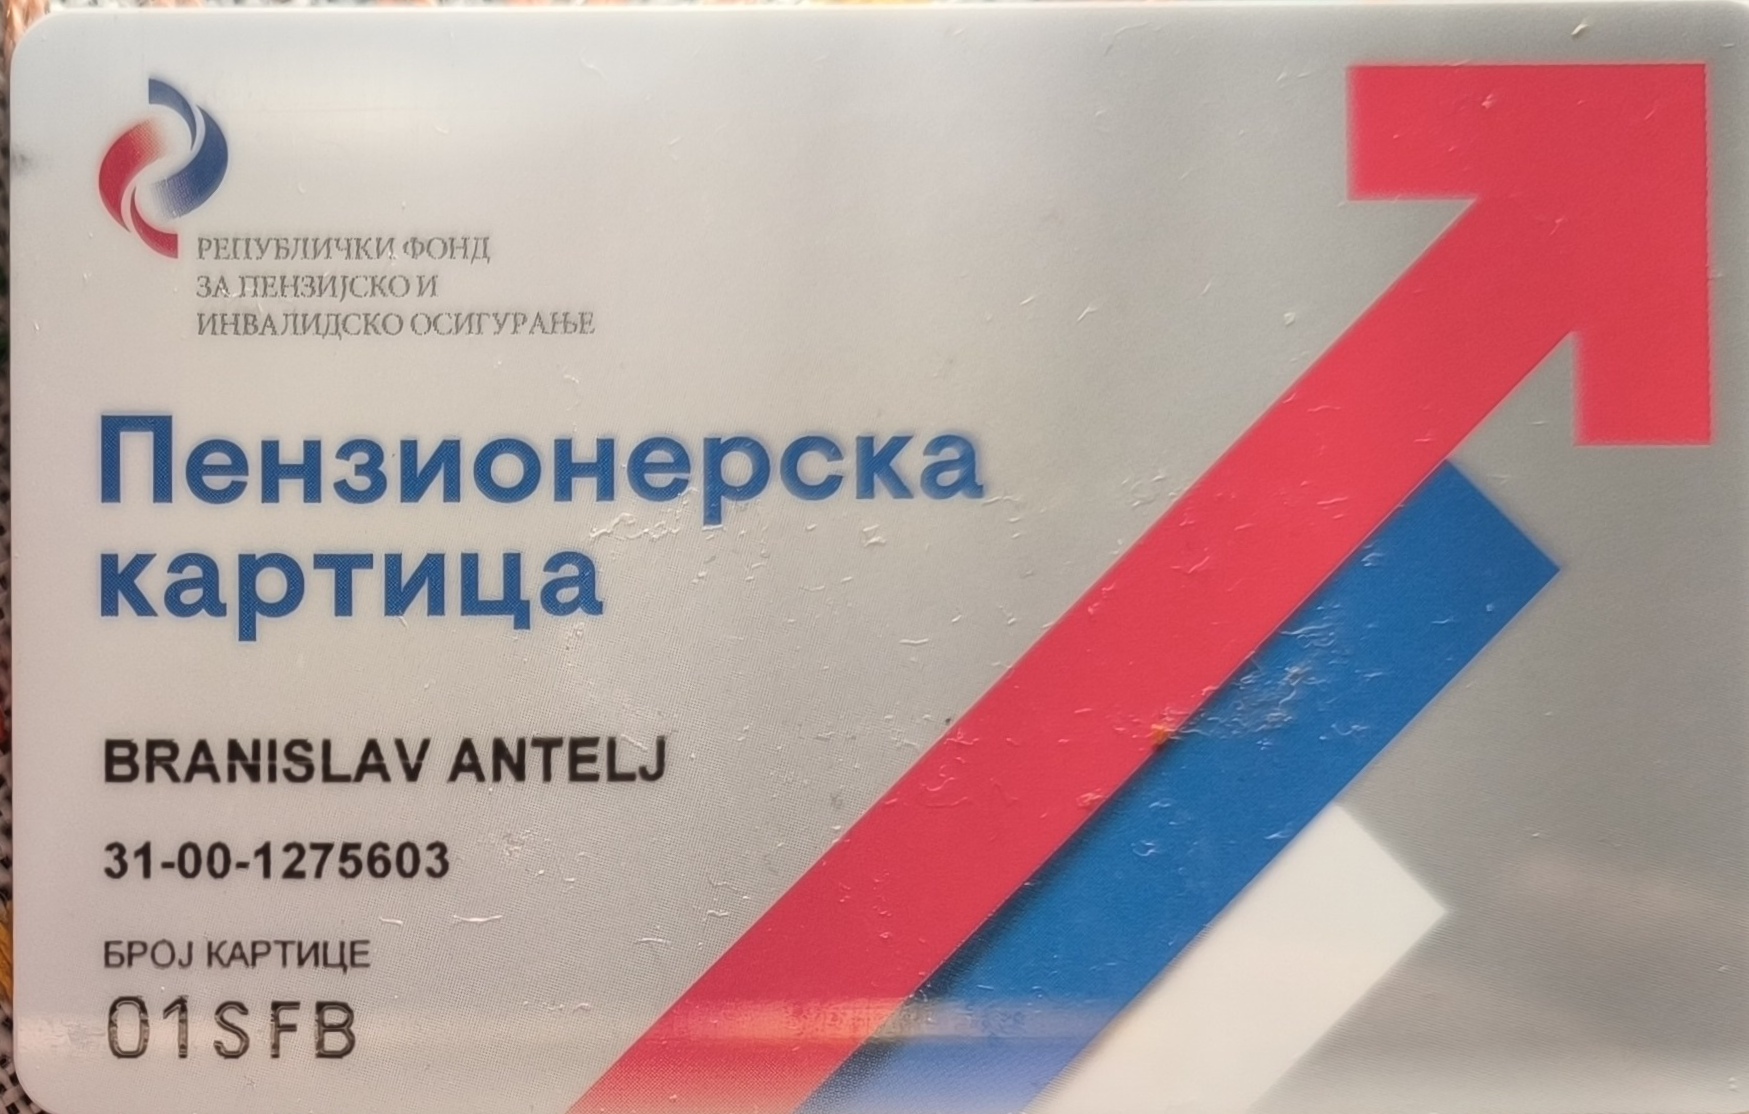 РЕПУБЛИЧКИ ФОНД
ЗА ПЕНЗИЈСКО И
ИНВАЛИДСКО ОСИГУРАЊЕ
Пензионерска
картица
BRANISLAV ANTELJ
31-00-1275603
БРОЈ КАРТИЦЕ
01SFB